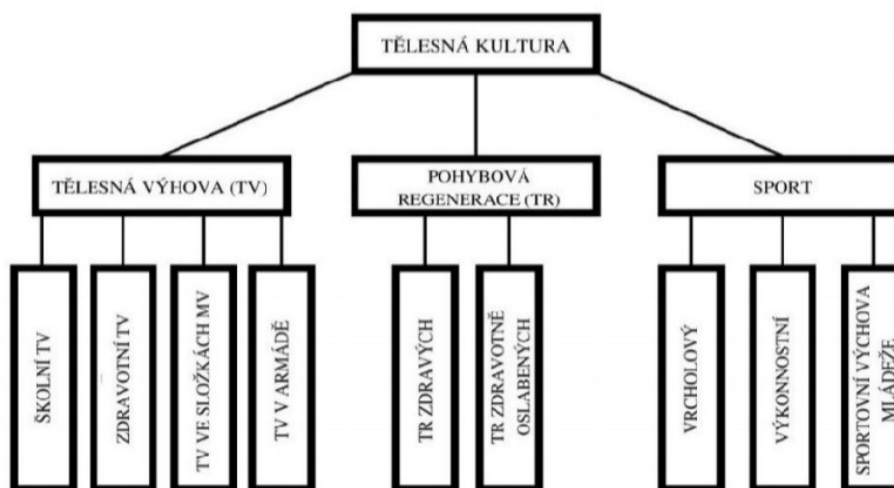 TĚLESNÁ KULTURA
TĚLESNÁ VÝHOVA (TV)
POHYBOVÁ
REGENERACE (TR)
SPORT
ŠKOLNÍ TV
ZDRAVOTNÍ TV
TV VE SLOŽKÁCH MV
TV V ARMÁDĚ
TR ZDRAVÝCH
TR ZDRAVOTNĚ
OSLABENÝCH
VRCHOLOVÝ
VÝKONNOSTNÍ
SPORTOVNÍ VÝCHOVA
MLÁDEŽE